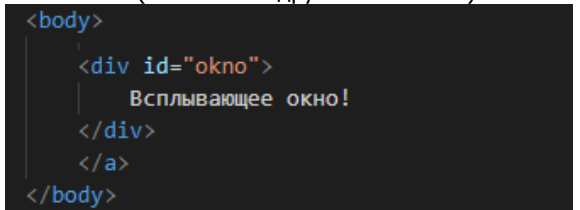 <body>
<div id="okno">
Всплывающее окно!
</div>
</a>
</body>